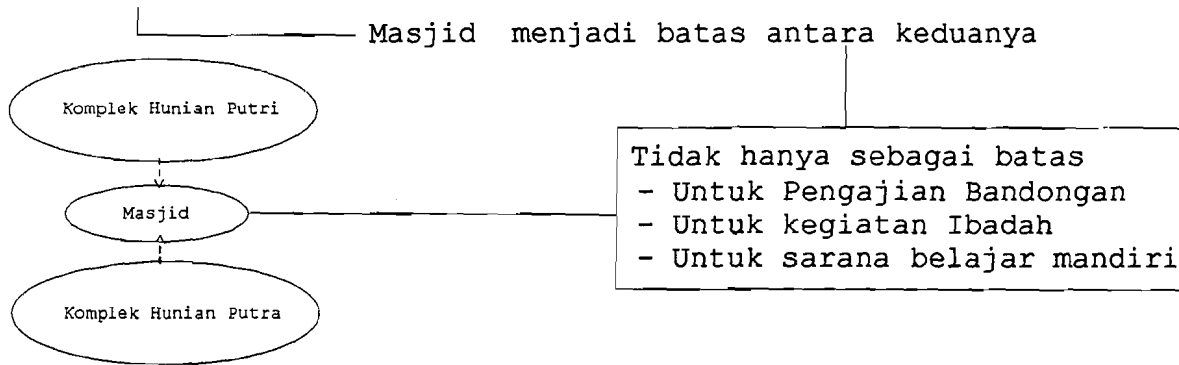 Masjid menjadi batas antara keduanya
Komplek Hunian Putri
Masjid
Komplek Hunian Putra
Tidak hanya sebagai batas
- Untuk Pengajian Bandongan
- Untuk kegiatan Ibadah
- Untuk sarana belajar mandiri